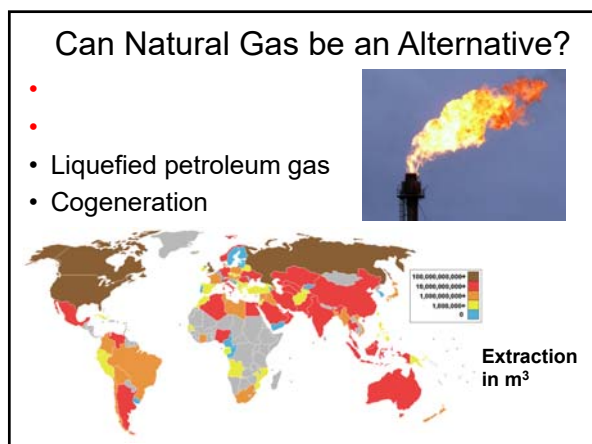 Can Natural Gas be an Alternative?
•
•
• Liquefied petroleum gas
• Cogeneration
100,000,000,000+
10,000,000,000+
1,000,000,000+
1,000,000+
0
Extraction
in m³